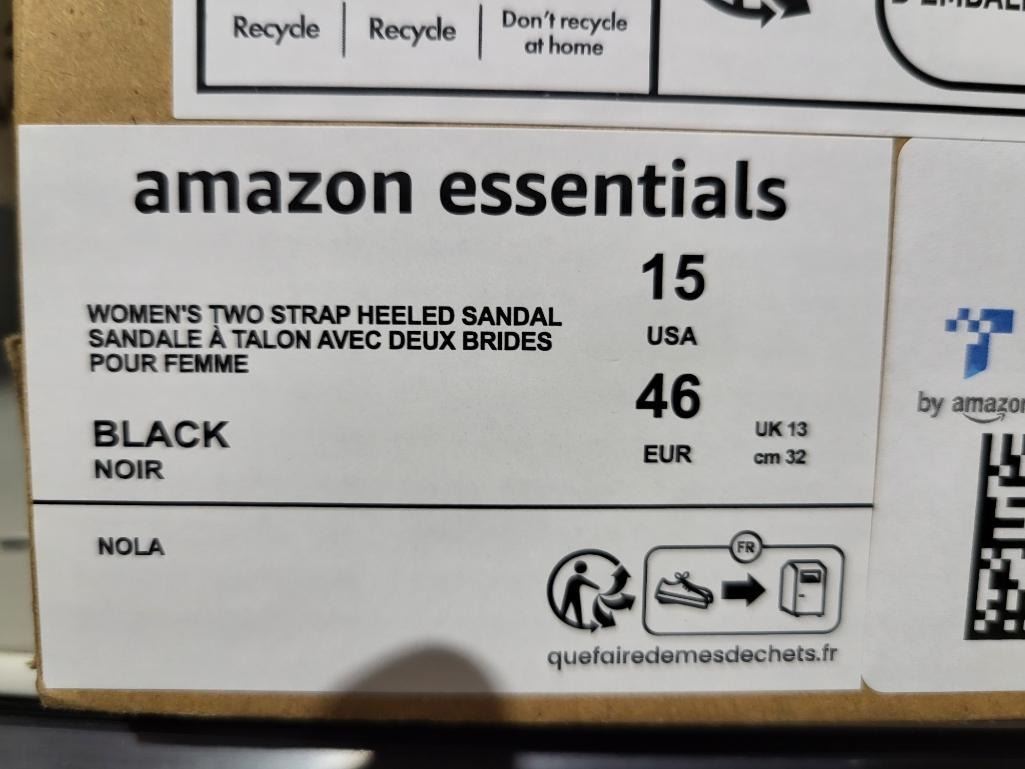 Recycle
Recycle
Don't recycle
at home
amazon essentials
15
USA
WOMEN'S TWO STRAP HEELED SANDAL
SANDALE À TALON AVEC DEUX BRIDES
POUR FEMME
46
EUR
UK 13
cm 32
BLACK
NOIR
NOLA
FR
quefairedemesdechets.fr
by amazon